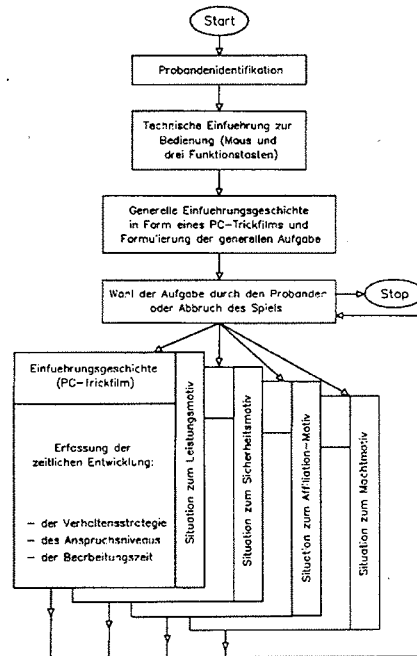 Start
Probandenidentifikation
Technische Einfuehrung zur
Bedienung (Maus und
drei Funktionstasten)
Generelle Einfuehrungsgeschichte
in Form eines PC-Trickfilms und
Formulierung der generellen Aufgabe
Wahl der Aufgabe durch den Probanden
oder Abbruch des Spiels
Stop
Einfuehrungsgeschichte
(PC-Trickfilm)
Erfassung der
zeitlichen Entwicklung:
– der Verhaltensstrategie
– des Anspruchsniveaus
– der Bearbeitungszeit
Situation zum Leistungsmotiv
Situation zum Sicherheitsmotiv
Situation zum Affiliation-Motiv
Situation zum Machtmotiv